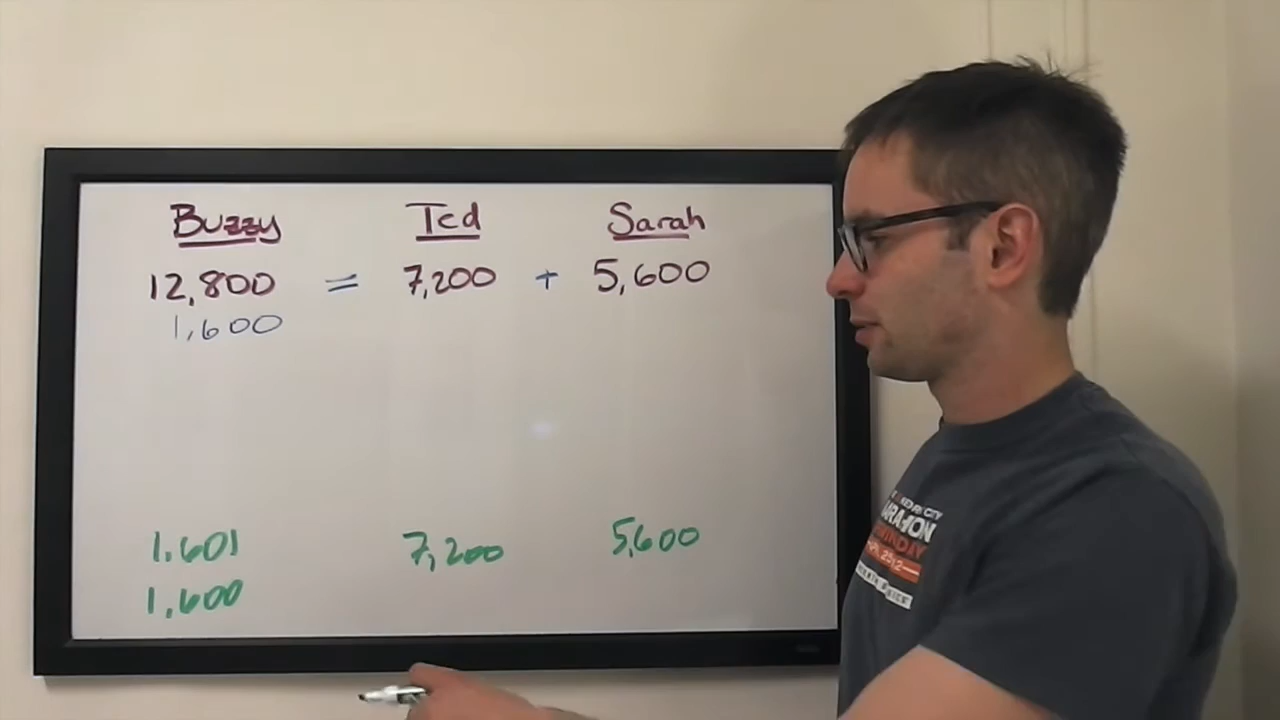 Buzzy Ted Sarah
12,800 = 7,200 + 5,600
1,600
1,601 7,200 5,600
1,600